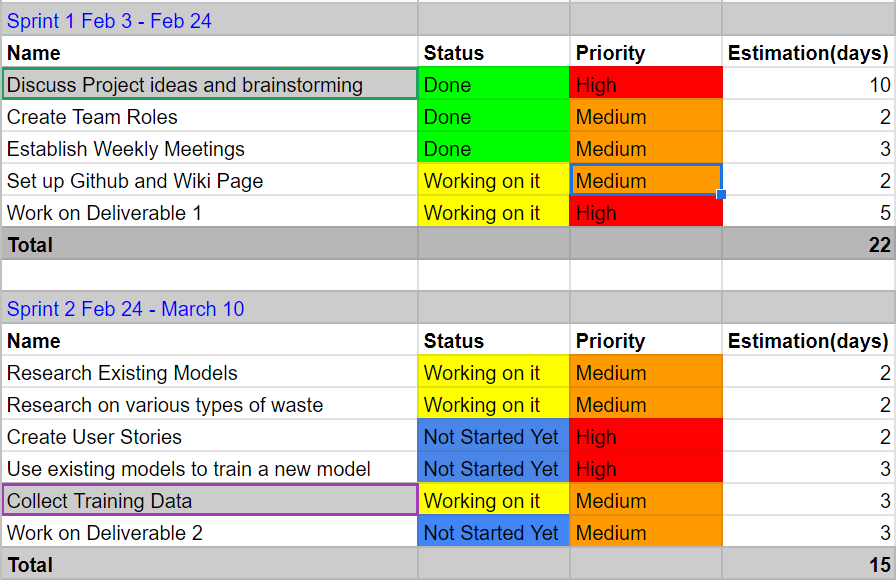 Sprint 1 Feb 3 - Feb 24
Name Status Priority Estimation(days)
Discuss Project ideas and brainstorming Done High 10
Create Team Roles Done Medium 2
Establish Weekly Meetings Done Medium 3
Set up Github and Wiki Page Working on it Medium 2
Work on Deliverable 1 Working on it High 5
Total 22
Sprint 2 Feb 24 - March 10
Name Status Priority Estimation(days)
Research Existing Models Working on it Medium 2
Research on various types of waste Working on it Medium 2
Create User Stories Not Started Yet High 2
Use existing models to train a new model Not Started Yet High 3
Collect Training Data Working on it Medium 3
Work on Deliverable 2 Not Started Yet Medium 3
Total 15